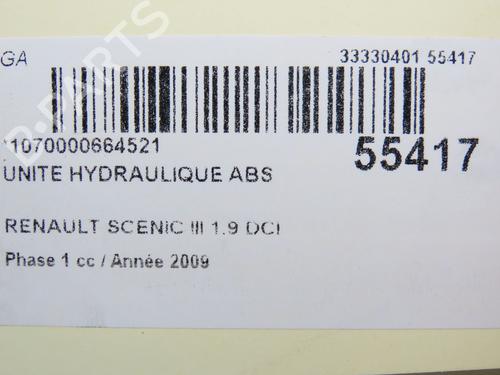 GA 33330401 55417
B-PARTS
1070000664521 55417
UNITE HYDRAULIQUE ABS
RENAULT SCENIC III 1.9 DCI
Phase 1 cc / Année 2009